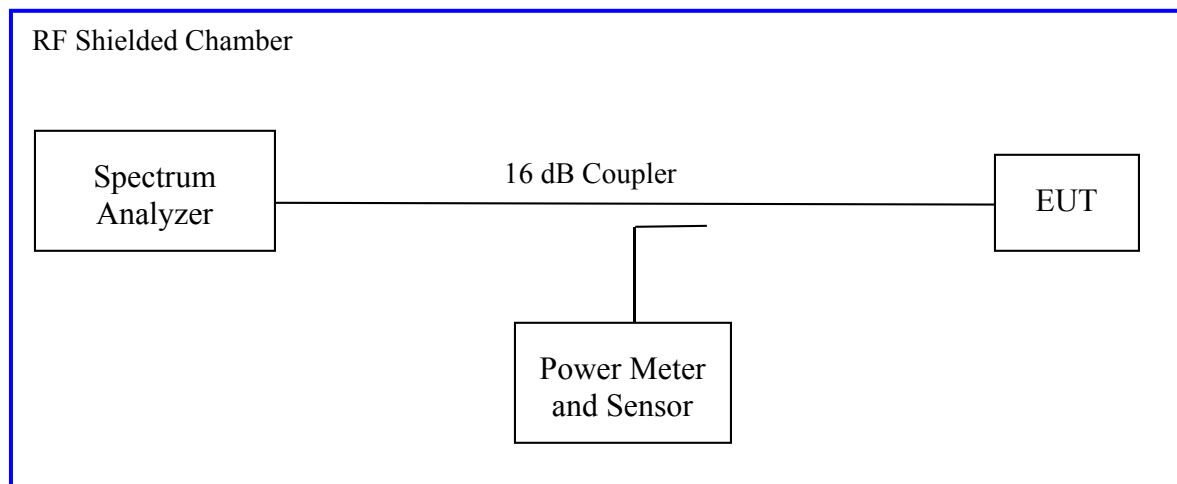 RF Shielded Chamber
Spectrum
Analyzer
16 dB Coupler
EUT
Power Meter
and Sensor